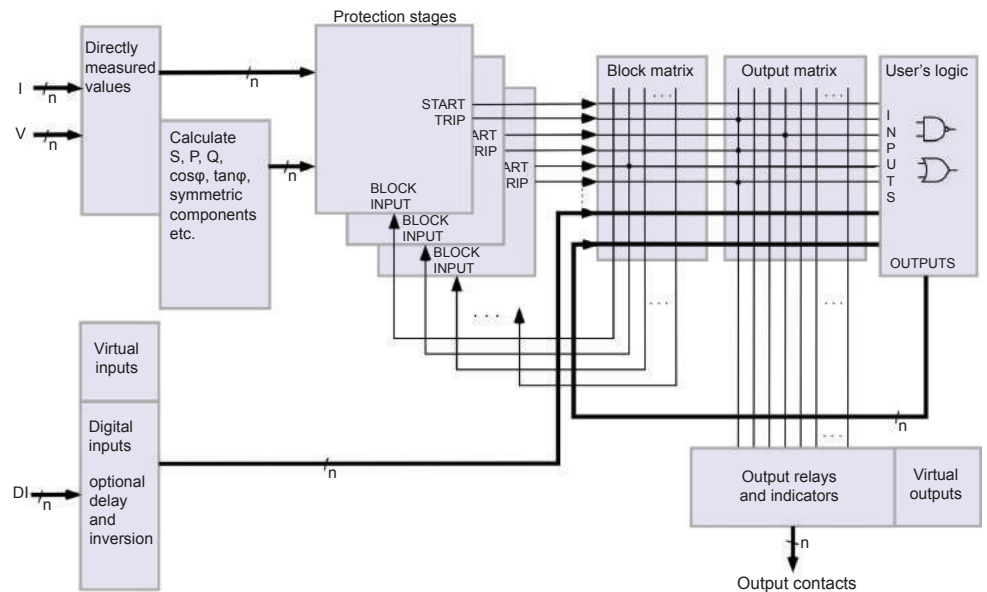 Protection stages
Directly
measured
values
n
I
n
V
n
Calculate
S, P, Q,
cosφ, tanφ,
symmetric
components
etc.
n
START
TRIP
ART
TRIP
ART
TRIP
BLOCK
INPUT
BLOCK
INPUT
BLOCK
INPUT
. . .
Block matrix
. . .
. . .
Output matrix
. . .
. . .
. . .
User's logic
I
N
P
U
T
S
OUTPUTS
n
Virtual
inputs
Digital
inputs
optional
delay
and
inversion
DI
n
n
Output relays
and indicators
Virtual
outputs
n
Output contacts